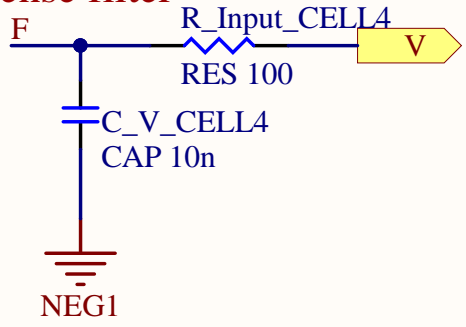 R_Input_CELL4
F
V
RES 100
C_V_CELL4
CAP 10n
NEG1